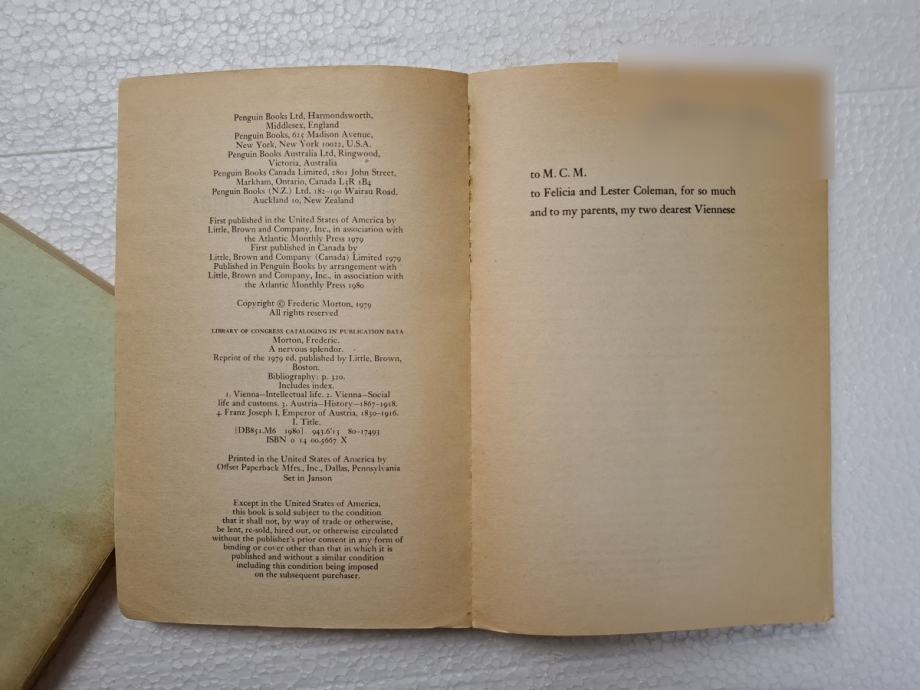 Penguin Books Ltd, Harmondsworth,
Middlesex, England
Penguin Books, 625 Madison Avenue,
New York, New York 10022, U.S.A.
Penguin Books Australia Ltd, Ringwood,
Victoria, Australia
Penguin Books Canada Limited, 2801 John Street,
Markham, Ontario, Canada L3R 1B4
Penguin Books (N.Z.) Ltd, 182–190 Wairau Road,
Auckland 10, New Zealand
First published in the United States of America by
Little, Brown and Company, Inc., in association with
the Atlantic Monthly Press 1979
First published in Canada by
Little, Brown and Company (Canada) Limited 1979
Published in Penguin Books by arrangement with
Little, Brown and Company, Inc., in association with
the Atlantic Monthly Press 1980
Copyright © Frederic Morton, 1979
All rights reserved
LIBRARY OF CONGRESS CATALOGING IN PUBLICATION DATA
Morton, Frederic.
A nervous splendor.
Reprint of the 1979 ed. published by Little, Brown,
Boston.
Bibliography: p. 320.
Includes index.
1. Vienna—Intellectual life. 2. Vienna—Social
life and customs. 3. Austria—History—1867–1918.
4. Franz Joseph I, Emperor of Austria, 1830–1916.
I. Title.
[DB851.M6 1980] 943.6'13 80–17493
ISBN 0 14 00.5667 X
Printed in the United States of America by
Offset Paperback Mfrs., Inc., Dallas, Pennsylvania
Set in Janson
Except in the United States of America,
this book is sold subject to the condition
that it shall not, by way of trade or otherwise,
be lent, re-sold, hired out, or otherwise circulated
without the publisher's prior consent in any form of
binding or cover other than that in which it is
published and without a similar condition
including this condition being imposed
on the subsequent purchaser.
to M. C. M.
to Felicia and Lester Coleman, for so much
and to my parents, my two dearest Viennese